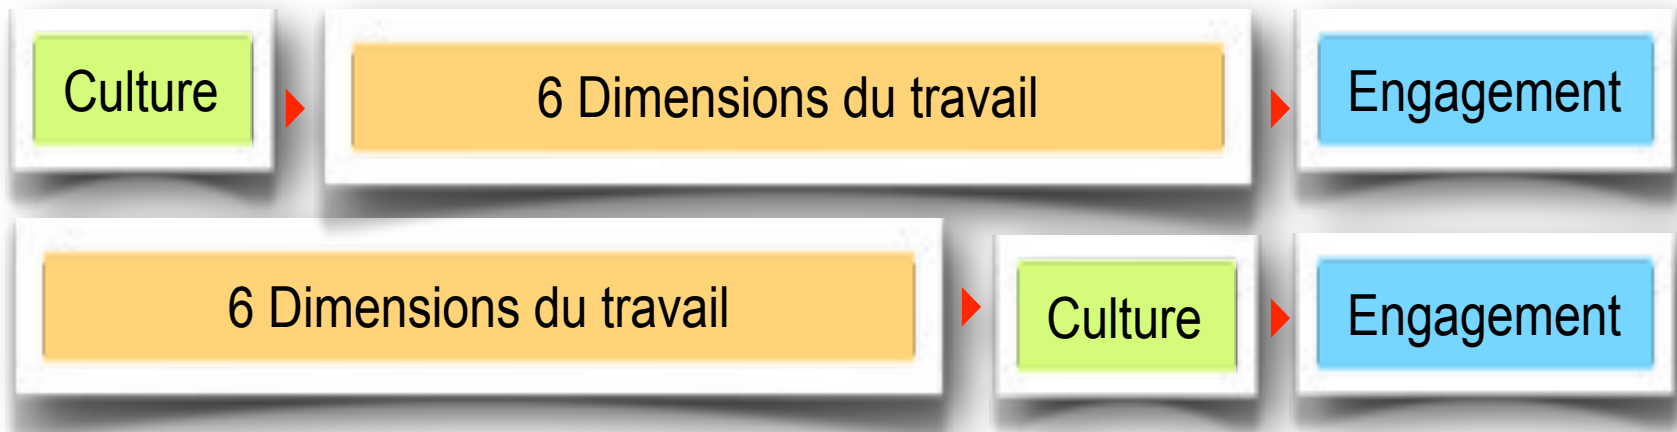 Culture
6 Dimensions du travail
Engagement
6 Dimensions du travail
Culture
Engagement